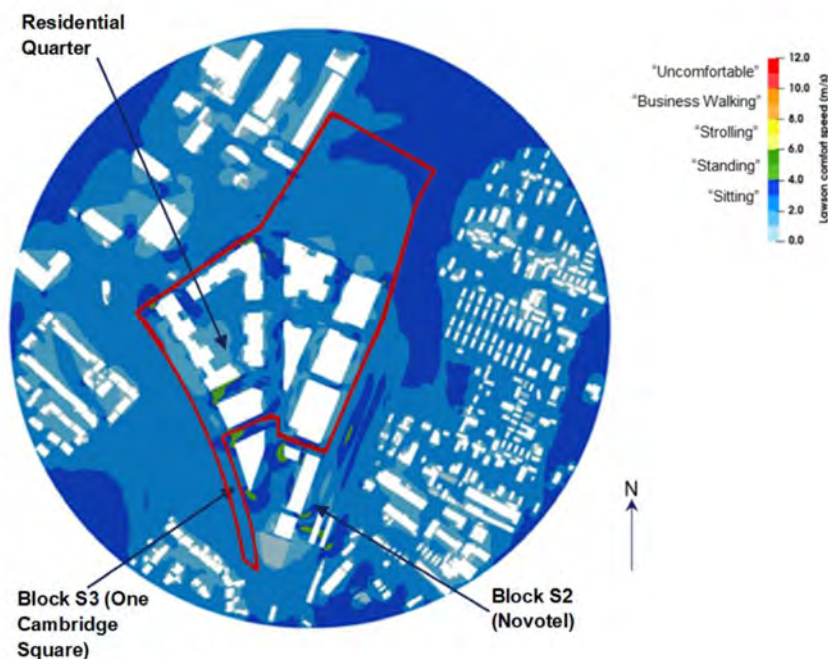 Residential
Quarter
"Uncomfortable"
"Business Walking"
"Strolling"
"Standing"
"Sitting"
12.0
10.0
8.0
6.0
4.0
2.0
0.0
Lawson comfort speed (m/s)
N
Block S3 (One
Cambridge
Square)
Block S2
(Novotel)